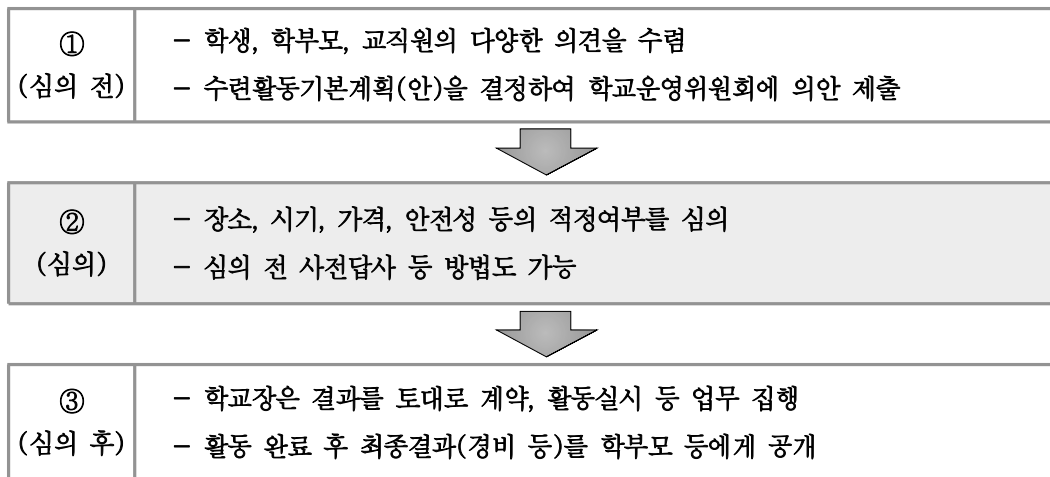 ①
(심의 전)
- 학생, 학부모, 교직원의 다양한 의견을 수렴
- 수련활동기본계획(안)을 결정하여 학교운영위원회에 의안 제출
②
(심의)
- 장소, 시기, 가격, 안전성 등의 적정여부를 심의
- 심의 전 사전답사 등 방법도 가능
③
(심의 후)
- 학교장은 결과를 토대로 계약, 활동실시 등 업무 집행
- 활동 완료 후 최종결과(경비 등)를 학부모 등에게 공개